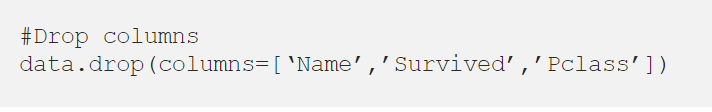 #Drop columns
data.drop(columns=[‘Name’,’Survived’,’Pclass’])